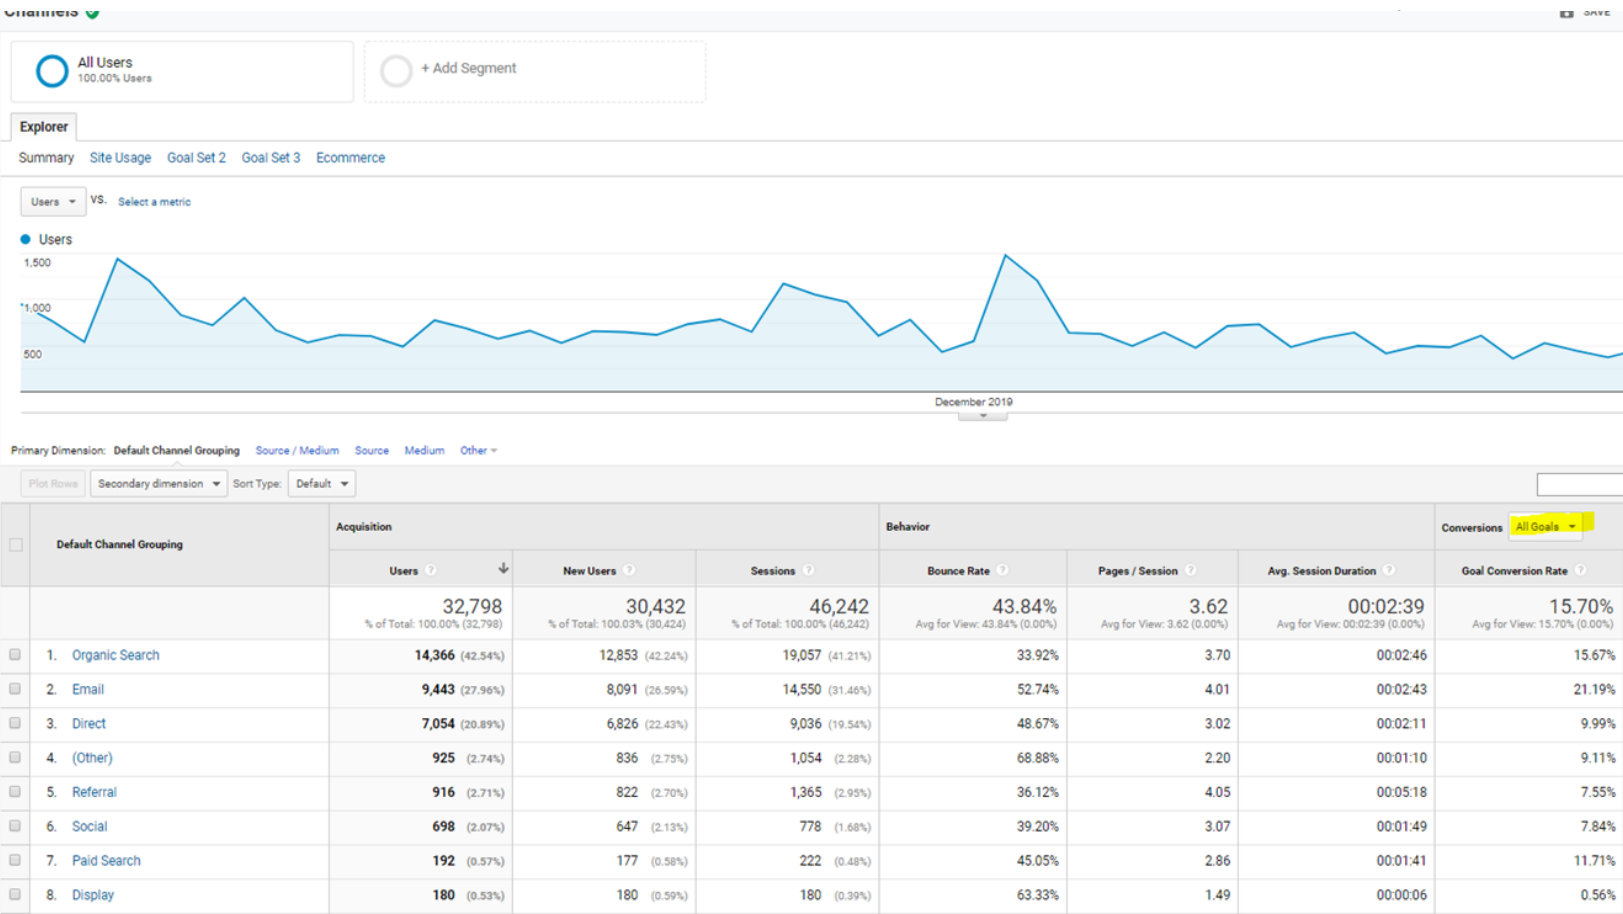 Channels
SAVE
All Users
100.00% Users
+ Add Segment
Explorer
Summary Site Usage Goal Set 2 Goal Set 3 Ecommerce
Users VS. Select a metric
Users
1,500
1,000
500
December 2019
Primary Dimension: Default Channel Grouping Source / Medium Source Medium Other
Plot Rows Secondary dimension Sort Type: Default
Default Channel Grouping Acquisition Behavior Conversions All Goals
Users ? New Users ? Sessions ? Bounce Rate ? Pages / Session ? Avg. Session Duration ? Goal Conversion Rate ?
32,798 30,432 46,242 43.84% 3.62 00:02:39 15.70%
% of Total: 100.00% (32,798) % of Total: 100.03% (30,424) % of Total: 100.00% (46,242) Avg for View: 43.84% (0.00%) Avg for View: 3.62 (0.00%) Avg for View: 00:02:39 (0.00%) Avg for View: 15.70% (0.00%)
1. Organic Search 14,366 (42.54%) 12,853 (42.24%) 19,057 (41.21%) 33.92% 3.70 00:02:46 15.67%
2. Email 9,443 (27.96%) 8,091 (26.59%) 14,550 (31.46%) 52.74% 4.01 00:02:43 21.19%
3. Direct 7,054 (20.89%) 6,826 (22.43%) 9,036 (19.54%) 48.67% 3.02 00:02:11 9.99%
4. (Other) 925 (2.74%) 836 (2.75%) 1,054 (2.28%) 68.88% 2.20 00:01:10 9.11%
5. Referral 916 (2.71%) 822 (2.70%) 1,365 (2.95%) 36.12% 4.05 00:05:18 7.55%
6. Social 698 (2.07%) 647 (2.13%) 778 (1.68%) 39.20% 3.07 00:01:49 7.84%
7. Paid Search 192 (0.57%) 177 (0.58%) 222 (0.48%) 45.05% 2.86 00:01:41 11.71%
8. Display 180 (0.53%) 180 (0.59%) 180 (0.39%) 63.33% 1.49 00:00:06 0.56%